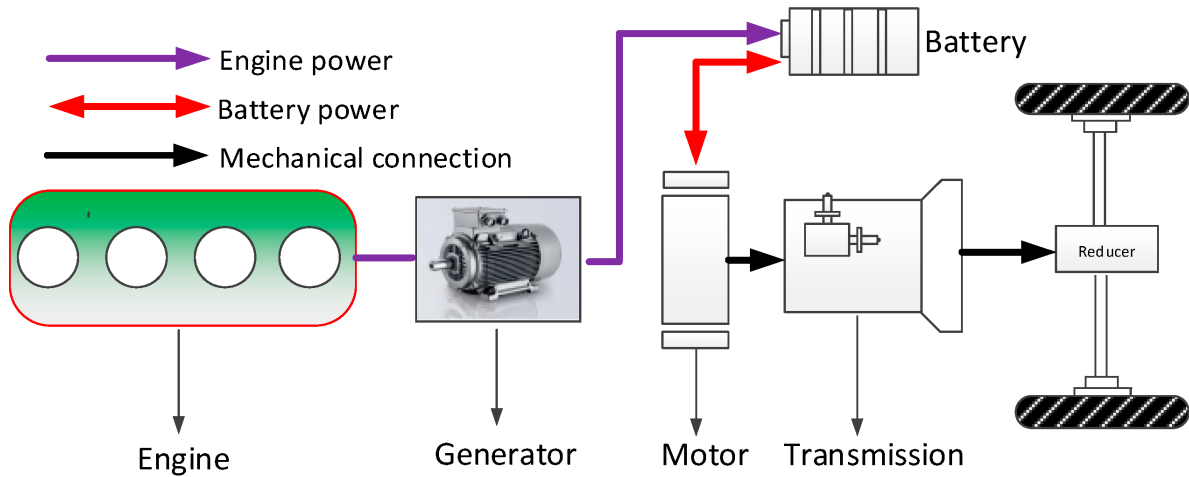 Engine power
Battery power
Mechanical connection
Battery
Reducer
Engine
Generator
Motor
Transmission